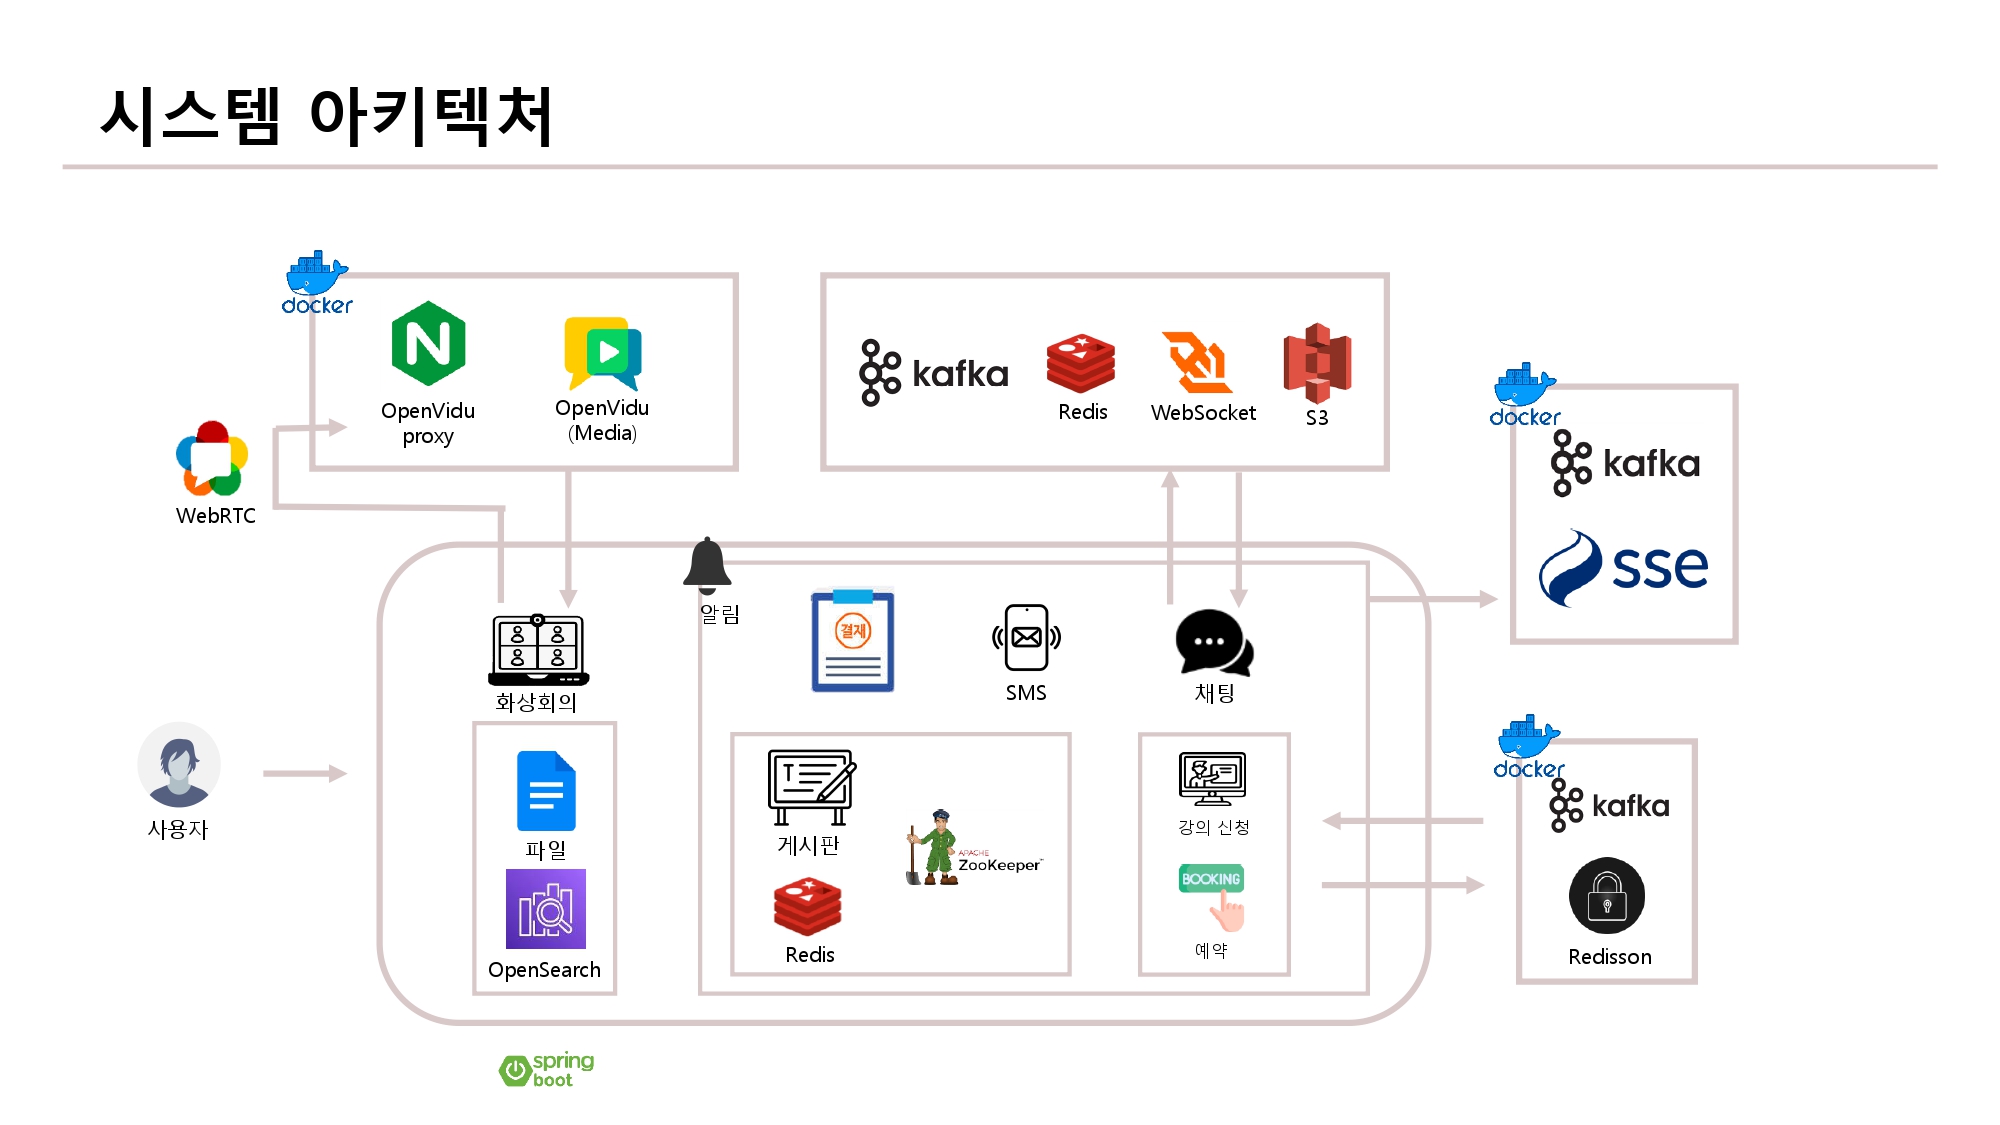 시스템 아키텍처
docker
OpenVidu
proxy
OpenVidu
(Media)
kafka
Redis
WebSocket
S3
docker
kafka
sse
WebRTC
알림
결재
SMS
채팅
화상회의
사용자
파일
OpenSearch
게시판
Redis
APACHE
ZooKeeper™
강의 신청
BOOKING
예약
docker
kafka
Redisson
spring
boot